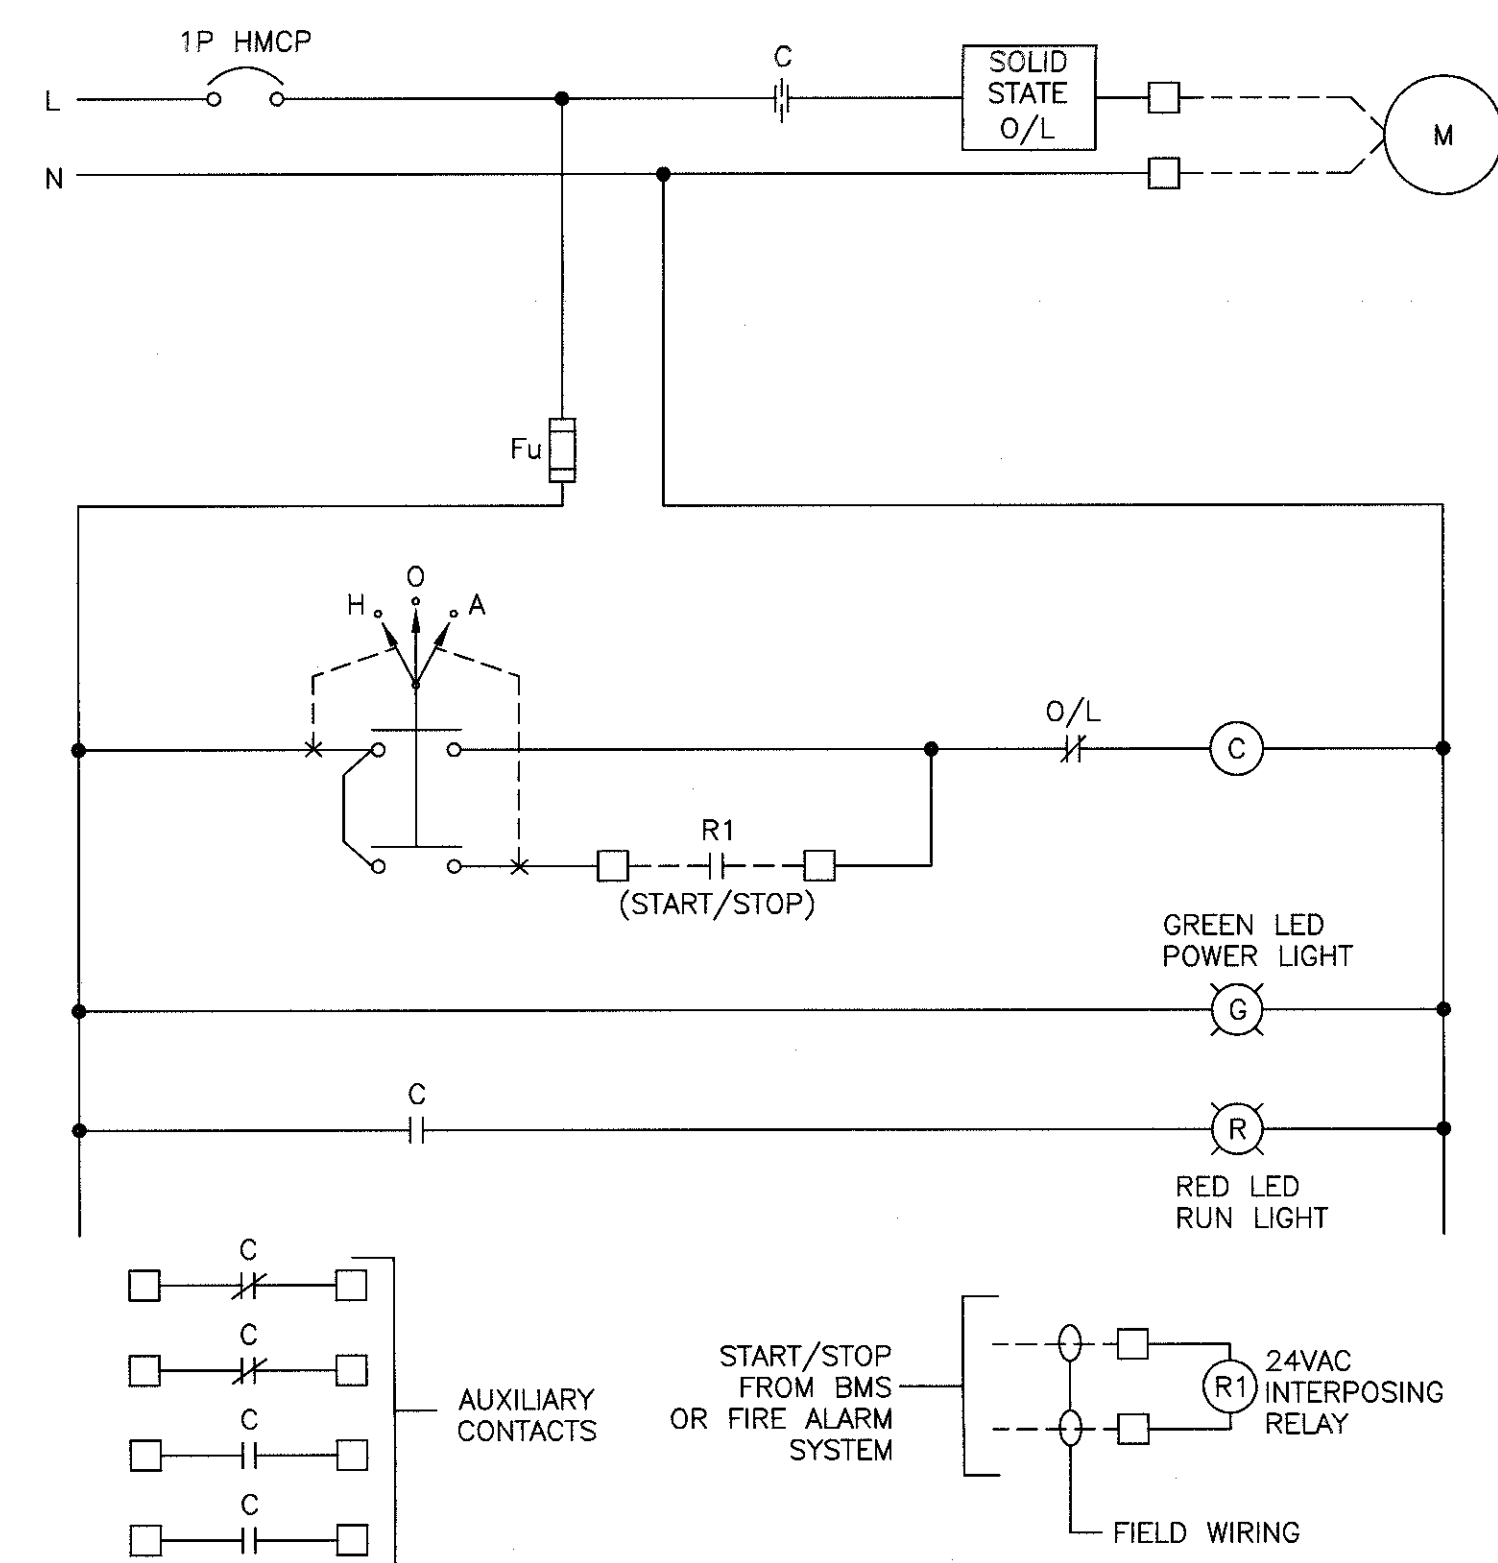 1P HMCP
L
C
SOLID
STATE
O/L
M
N
Fu
H
O
A
O/L
C
R1
(START/STOP)
GREEN LED
POWER LIGHT
G
C
R
RED LED
RUN LIGHT
C
C
C
C
AUXILIARY
CONTACTS
START/STOP
FROM BMS
OR FIRE ALARM
SYSTEM
R1
24VAC
INTERPOSING
RELAY
FIELD WIRING